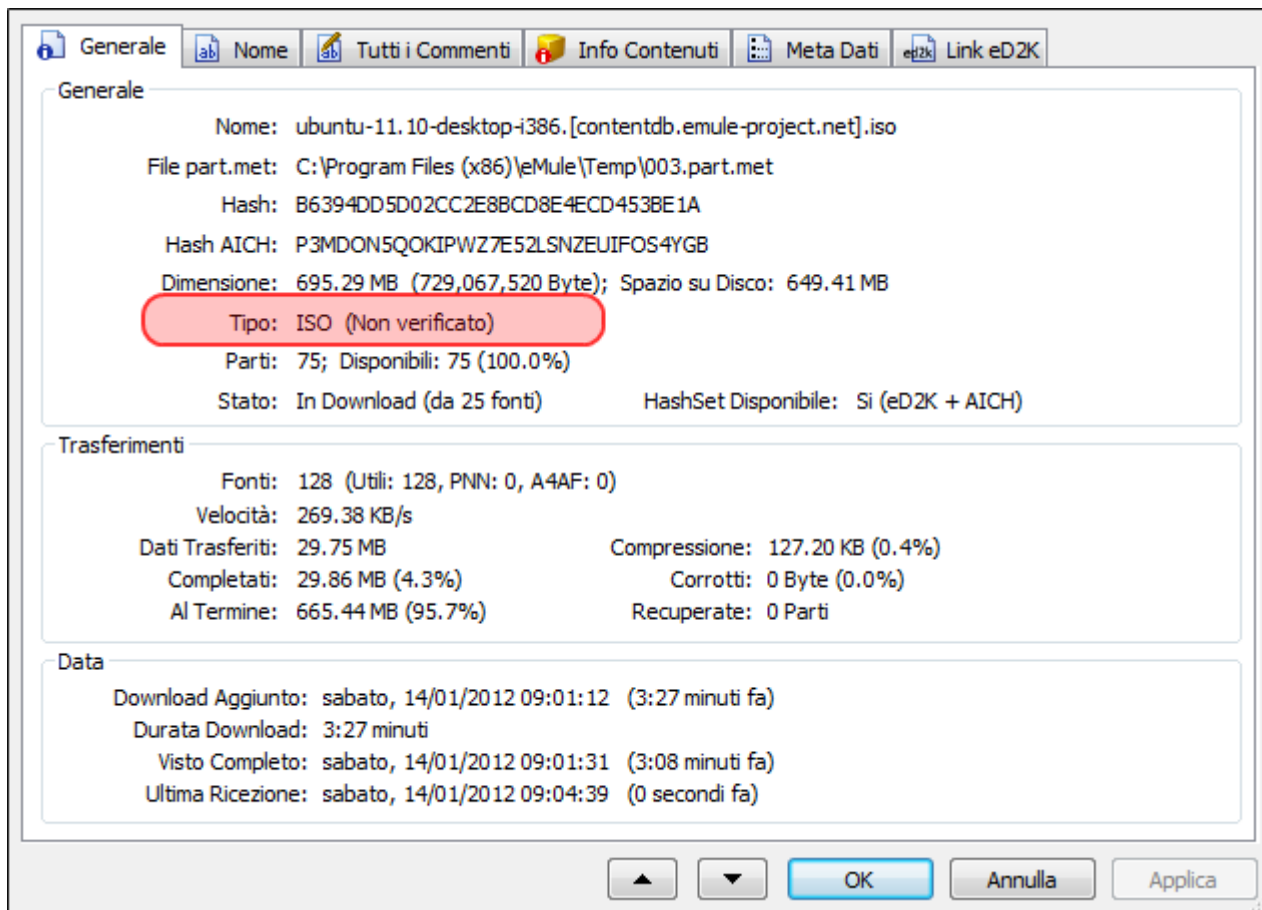 Generale Nome Tutti i Commenti Info Contenuti Meta Dati ed2k Link eD2K
Generale
Nome: ubuntu-11.10-desktop-i386.[contentdb.emule-project.net].iso
File part.met: C:\Program Files (x86)\eMule\Temp\003.part.met
Hash: B6394DD5D02CC2E8BCD8E4ECD453BE1A
Hash AICH: P3MDON5QOKIPWZ7E52LSNZEUIFOS4YGB
Dimensione: 695.29 MB (729,067,520 Byte); Spazio su Disco: 649.41 MB
Tipo: ISO (Non verificato)
Parti: 75; Disponibili: 75 (100.0%)
Stato: In Download (da 25 fonti) HashSet Disponibile: Si (eD2K + AICH)
Trasferimenti
Fonti: 128 (Utili: 128, PNN: 0, A4AF: 0)
Velocità: 269.38 KB/s
Dati Trasferiti: 29.75 MB Compressione: 127.20 KB (0.4%)
Completati: 29.86 MB (4.3%) Corrotti: 0 Byte (0.0%)
Al Termine: 665.44 MB (95.7%) Recuperate: 0 Parti
Data
Download Aggiunto: sabato, 14/01/2012 09:01:12 (3:27 minuti fa)
Durata Download: 3:27 minuti
Visto Completo: sabato, 14/01/2012 09:01:31 (3:08 minuti fa)
Ultima Ricezione: sabato, 14/01/2012 09:04:39 (0 secondi fa)
OK Annulla Applica